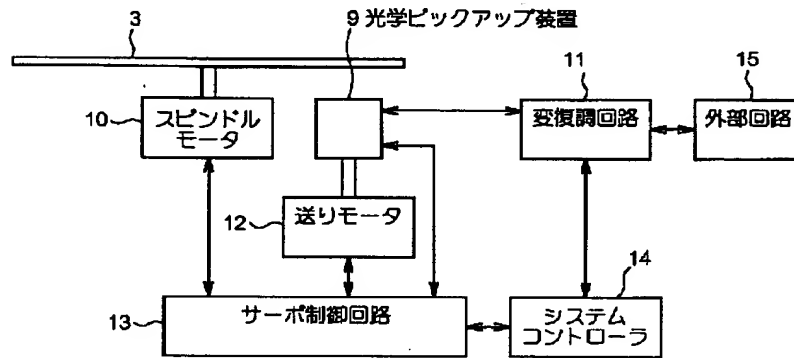 3
9 光学ピックアップ装置
10
スピンドル
モータ
11
変復調回路
15
外部回路
12
送りモータ
13
サーボ制御回路
14
システム
コントローラ